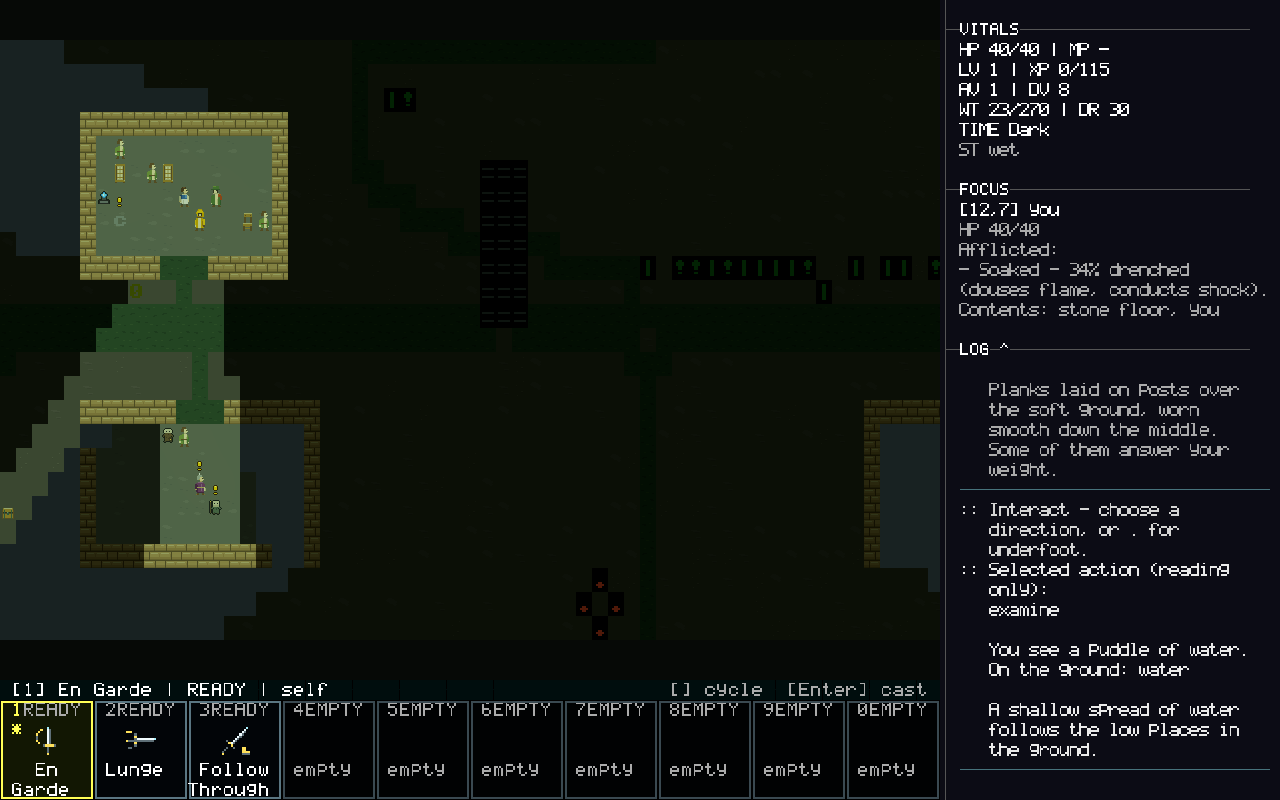 VITALS
HP 40/40 | MP -
LV 1 | XP 0/115
AV 1 | DV 8
WT 23/270 | DR 30
TIME Dark
ST wet
FOCUS
[12,7] You
HP 40/40
Afflicted:
- Soaked - 34% drenched
(douses flame, conducts shock).
Contents: stone floor, You
LOG ^
Planks laid on Posts over
the soft ground, worn
smooth down the middle.
Some of them answer Your
weight.
:: Interact - choose a
direction, or . for
underfoot.
:: Selected action (reading
only):
examine
You see a Puddle of water.
On the ground: water
A shallow sPread of water
follows the low Places in
the ground.
[1] En Garde | READY | self
[] cycle [Enter] cast
1READY 2READY 3READY 4EMPTY 5EMPTY 6EMPTY 7EMPTY 8EMPTY 9EMPTY 0EMPTY
*
En Garde
Lunge
Follow Through
emPty emPty emPty emPty emPty emPty emPty